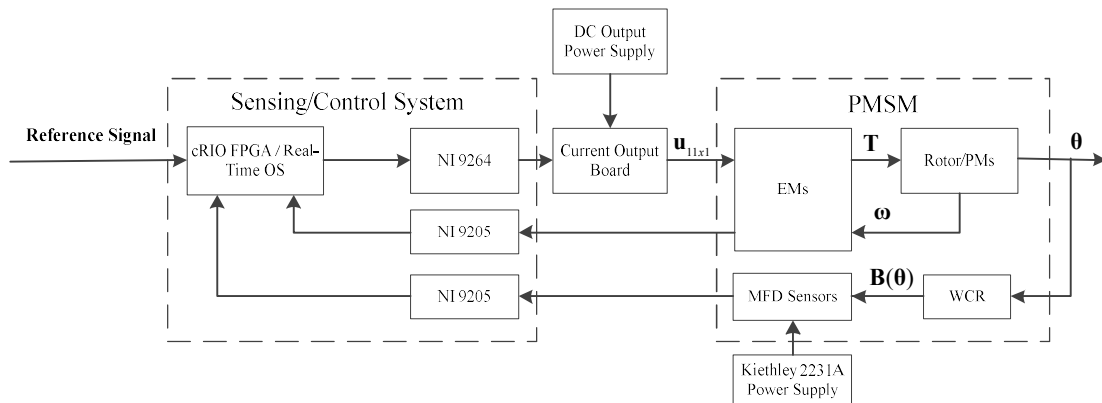 DC Output
Power Supply
Sensing/Control System
PMSM
Reference Signal
cRIO FPGA / Real-
Time OS
NI 9264
Current Output
Board
u11x1
EMs
T
Rotor/PMs
θ
ω
NI 9205
NI 9205
MFD Sensors
B(θ)
WCR
Kiethley 2231A
Power Supply